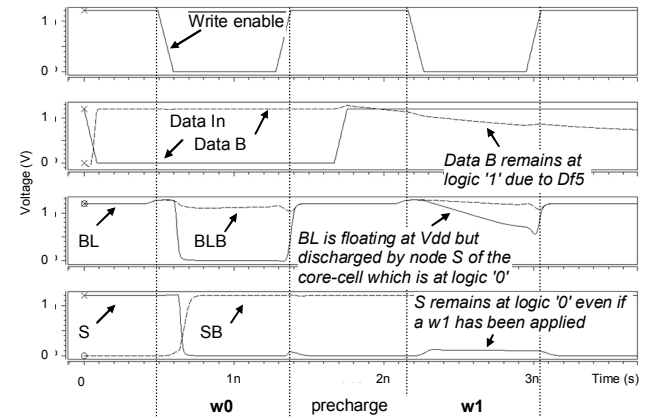 Voltage (V)
1
0
Write enable
1
0
Data In
Data B
Data B remains at
logic '1' due to Df5
1
0
BL
BLB
BL is floating at Vdd but
discharged by node S of the
core-cell which is at logic '0'
1
0
S
SB
S remains at logic '0' even if
a w1 has been applied
0
1n
2n
3n
Time (s)
w0
precharge
w1